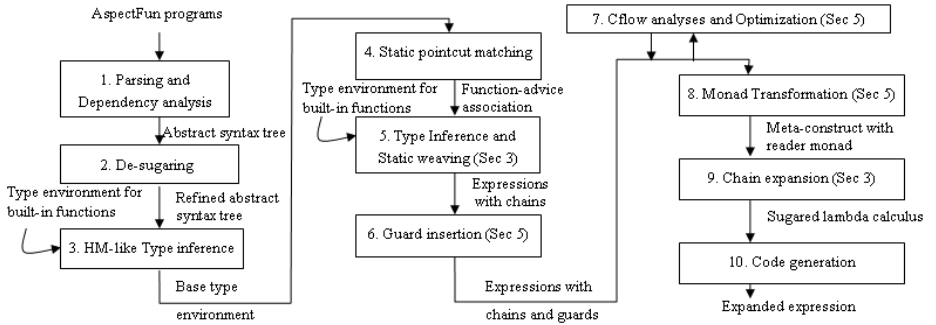 AspectFun programs
1. Parsing and
Dependency analysis
Abstract syntax tree
2. De-sugaring
Type environment for
built-in functions
Refined abstract
syntax tree
3. HM-like Type inference
Base type
environment
4. Static pointcut matching
Type environment for
built-in functions
Function-advice
association
5. Type Inference and
Static weaving (Sec 3)
Expressions
with chains
6. Guard insertion (Sec 5)
Expressions with
chains and guards
7. Cflow analyses and Optimization (Sec 5)
8. Monad Transformation (Sec 5)
Meta-construct with
reader monad
9. Chain expansion (Sec 3)
Sugared lambda calculus
10. Code generation
Expanded expression